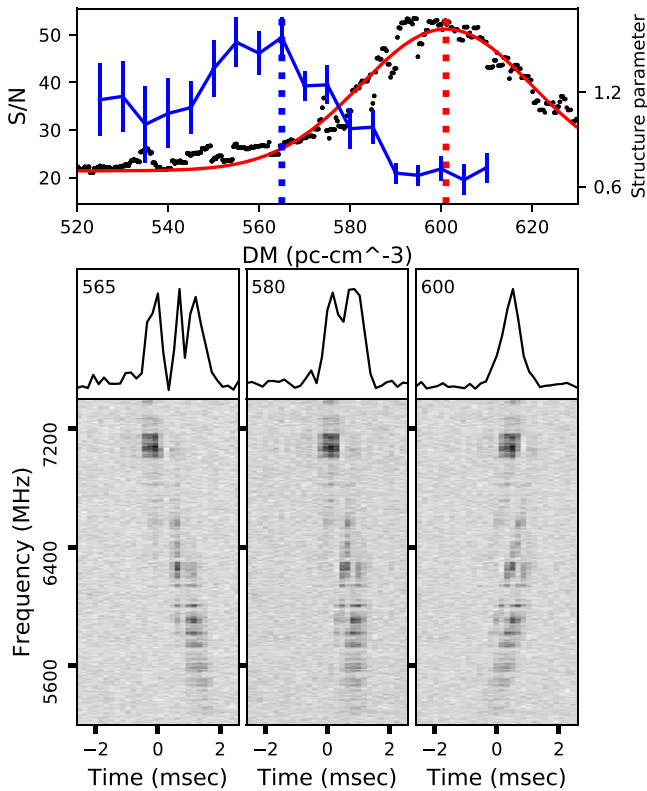 50
40
30
20
S/N
1.2
0.6
Structure parameter
520 540 560 580 600 620
DM (pc-cm^-3)
565 580 600
7200
6400
5600
Frequency (MHz)
−2 0 2 −2 0 2 −2 0 2
Time (msec) Time (msec) Time (msec)